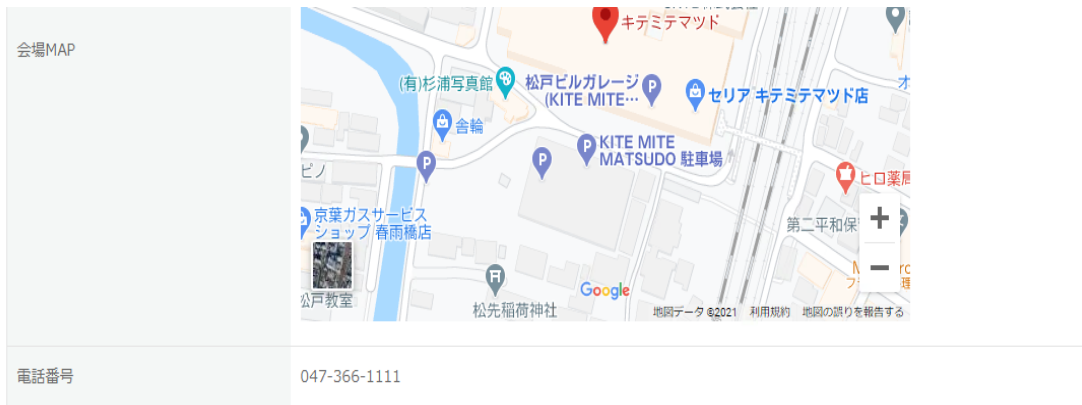 会場MAP
キテミテマツド
(有)杉浦写真館
松戸ビルガレージ
(KITE MITE…
セリア キテミテマツド店
舎輪
KITE MITE
MATSUDO 駐車場
ピノ
ヒロ薬局
京葉ガスサービス
ショップ 春雨橋店
第二平和保
松戸教室
松先稲荷神社
Google
地図データ ©2021 利用規約 地図の誤りを報告する
電話番号
047-366-1111